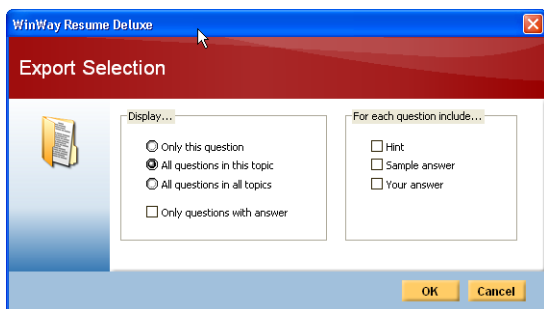 WinWay Resume Deluxe
Export Selection
Display...
Only this question
All questions in this topic
All questions in all topics
Only questions with answer
For each question include...
Hint
Sample answer
Your answer
OK
Cancel